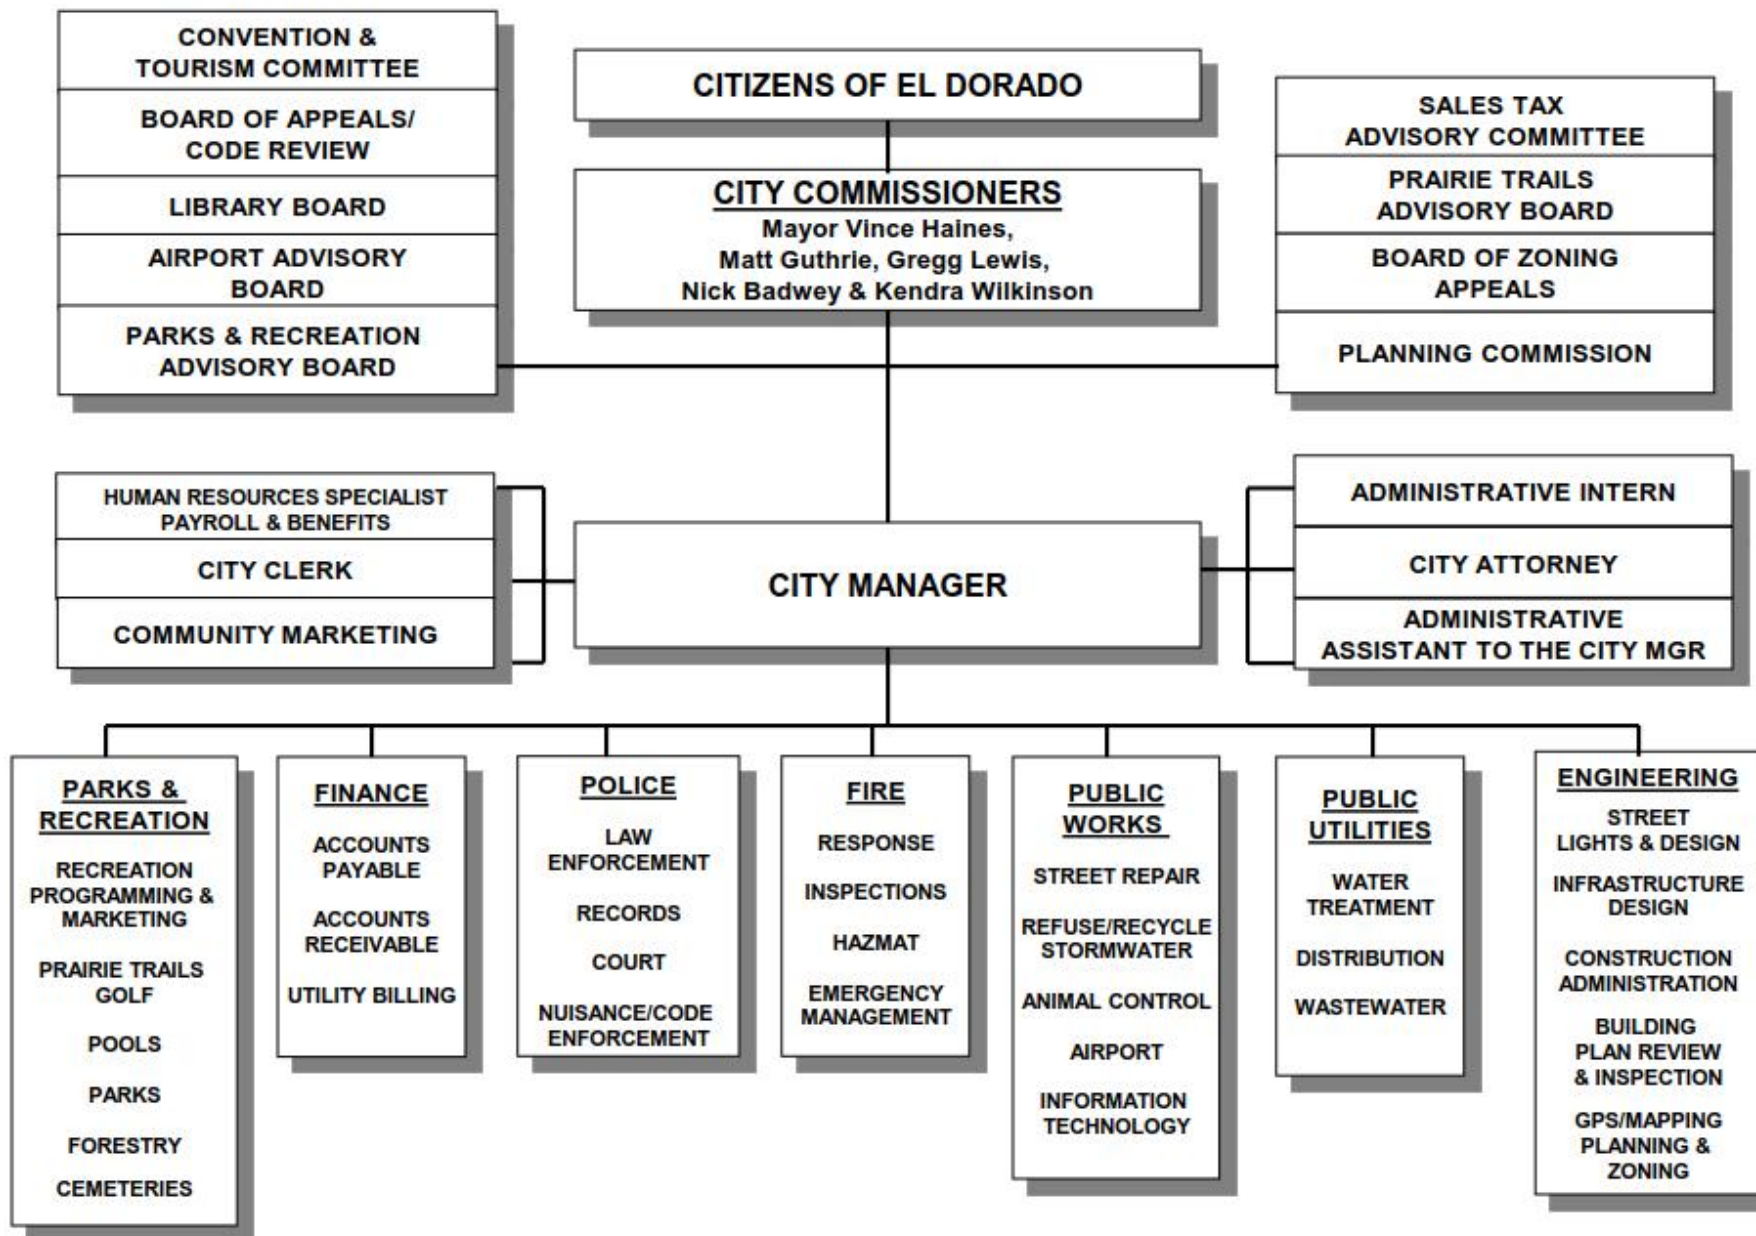 CONVENTION &
TOURISM COMMITTEE
BOARD OF APPEALS/
CODE REVIEW
LIBRARY BOARD
AIRPORT ADVISORY
BOARD
PARKS & RECREATION
ADVISORY BOARD
CITIZENS OF EL DORADO
CITY COMMISSIONERS
Mayor Vince Haines,
Matt Guthrie, Gregg Lewis,
Nick Badwey & Kendra Wilkinson
SALES TAX
ADVISORY COMMITTEE
PRAIRIE TRAILS
ADVISORY BOARD
BOARD OF ZONING
APPEALS
PLANNING COMMISSION
HUMAN RESOURCES SPECIALIST
PAYROLL & BENEFITS
CITY CLERK
COMMUNITY MARKETING
CITY MANAGER
ADMINISTRATIVE INTERN
CITY ATTORNEY
ADMINISTRATIVE
ASSISTANT TO THE CITY MGR
PARKS &
RECREATION
RECREATION
PROGRAMMING &
MARKETING
PRAIRIE TRAILS
GOLF
POOLS
PARKS
FORESTRY
CEMETERIES
FINANCE
ACCOUNTS
PAYABLE
ACCOUNTS
RECEIVABLE
UTILITY BILLING
POLICE
LAW
ENFORCEMENT
RECORDS
COURT
NUISANCE/CODE
ENFORCEMENT
FIRE
RESPONSE
INSPECTIONS
HAZMAT
EMERGENCY
MANAGEMENT
PUBLIC
WORKS
STREET REPAIR
REFUSE/RECYCLE
STORMWATER
ANIMAL CONTROL
AIRPORT
INFORMATION
TECHNOLOGY
PUBLIC
UTILITIES
WATER
TREATMENT
DISTRIBUTION
WASTEWATER
ENGINEERING
STREET
LIGHTS & DESIGN
INFRASTRUCTURE
DESIGN
CONSTRUCTION
ADMINISTRATION
BUILDING
PLAN REVIEW
& INSPECTION
GPS/MAPPING
PLANNING &
ZONING